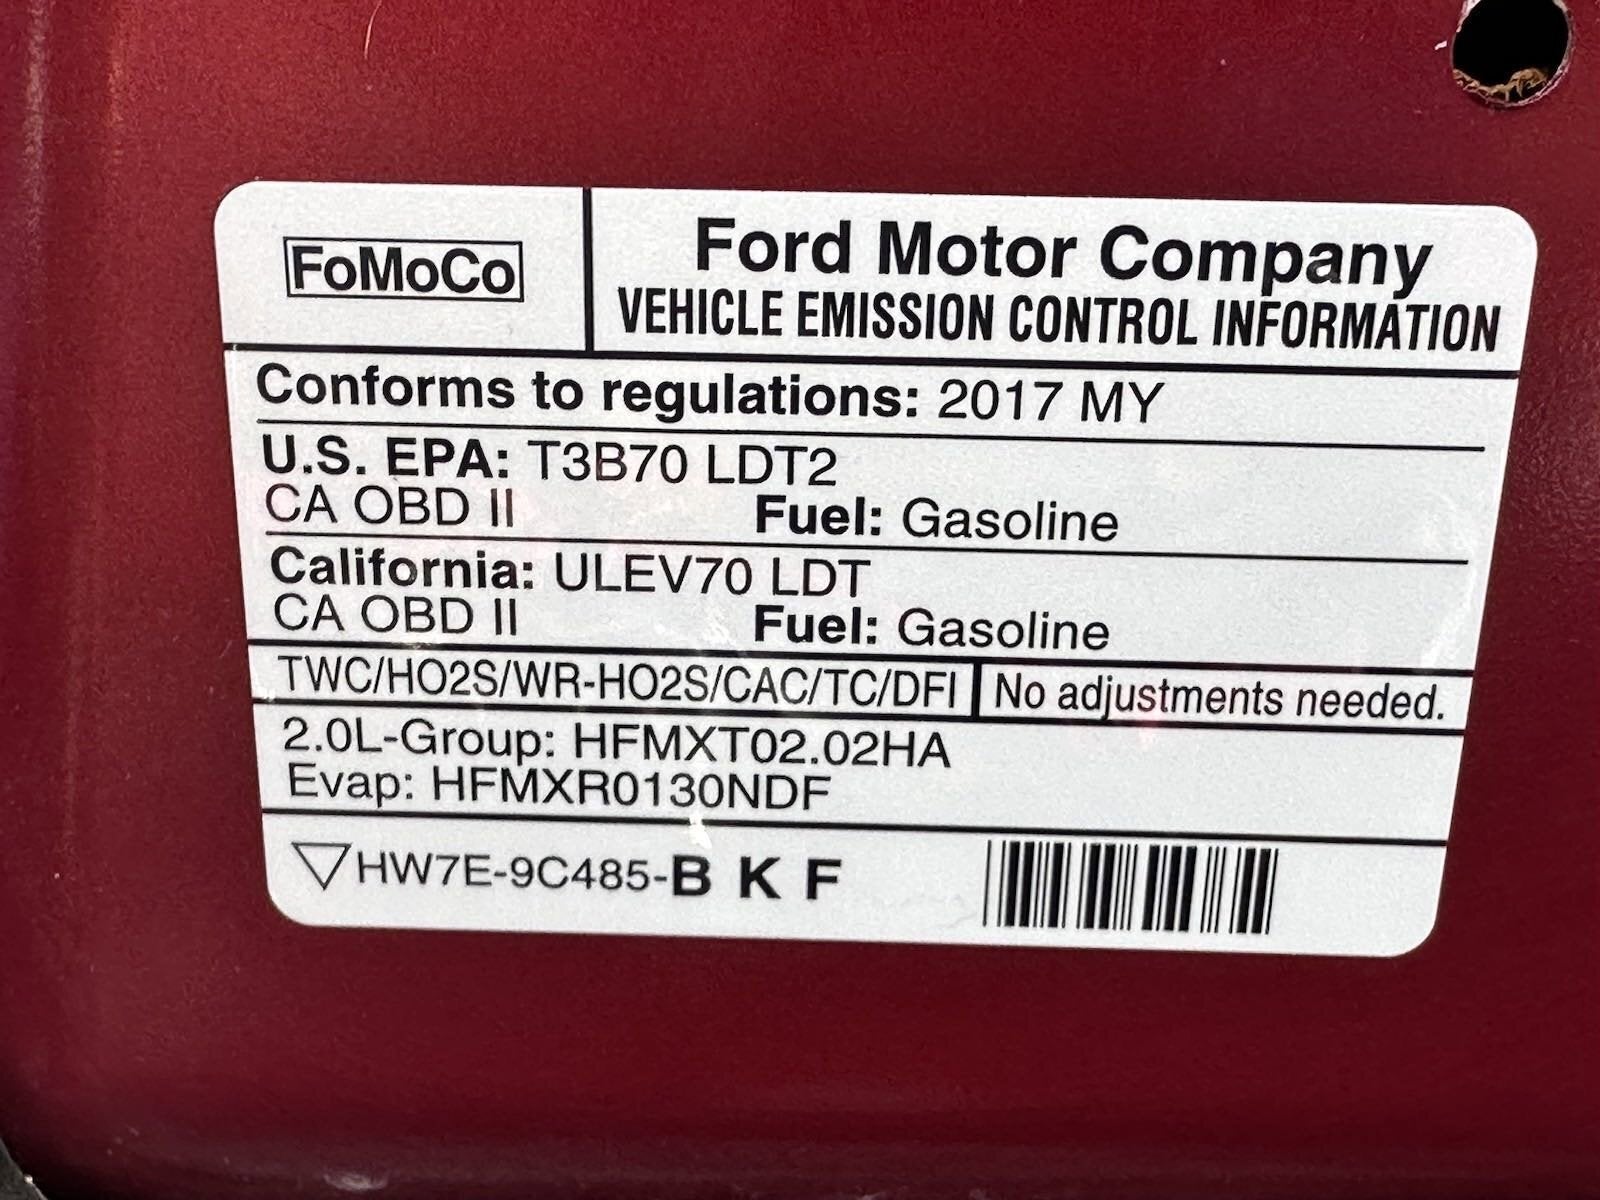 FoMoCo
Ford Motor Company
VEHICLE EMISSION CONTROL INFORMATION
Conforms to regulations: 2017 MY
U.S. EPA: T3B70 LDT2
CA OBD II Fuel: Gasoline
California: ULEV70 LDT
CA OBD II Fuel: Gasoline
TWC/HO2S/WR-HO2S/CAC/TC/DFI No adjustments needed.
2.0L-Group: HFMXT02.02HA
Evap: HFMXR0130NDF
▽HW7E-9C485-B K F